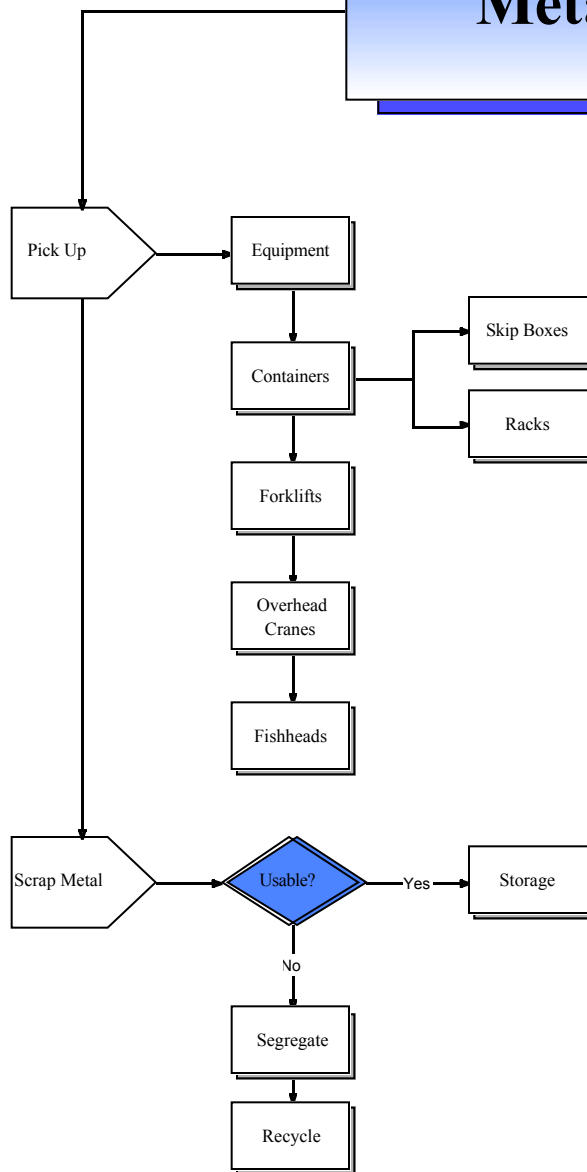 Pick Up
Equipment
Skip Boxes
Containers
Racks
Forklifts
Overhead
Cranes
Fishheads
Scrap Metal
Usable?
Yes
Storage
No
Segregate
Recycle